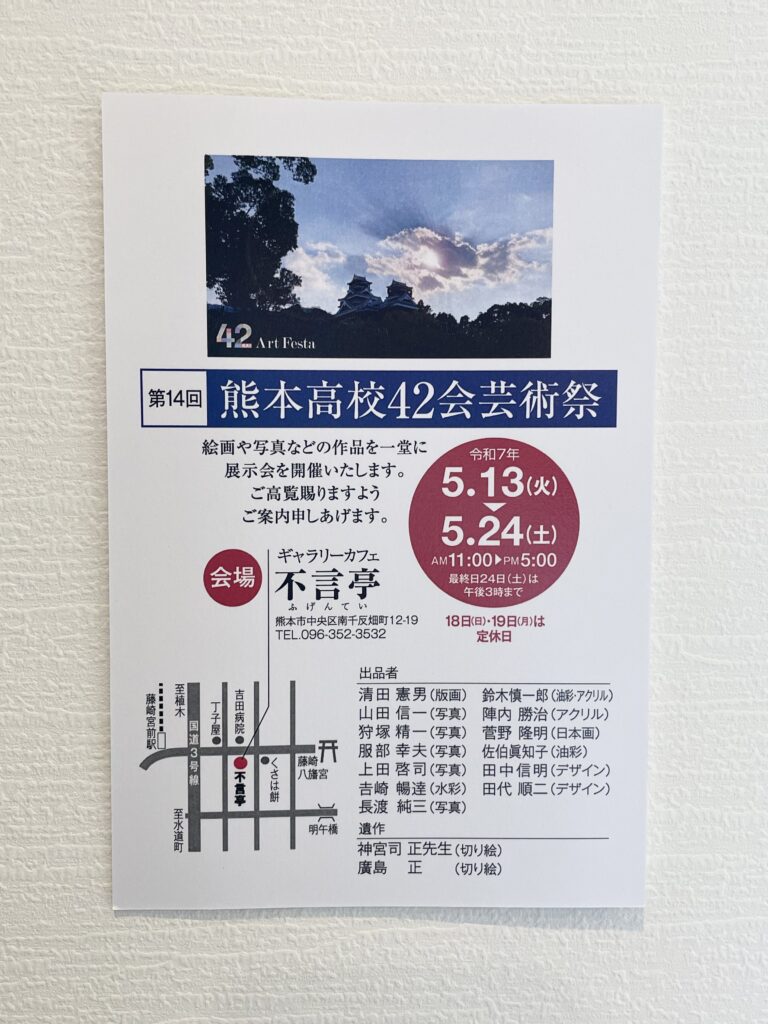 42 Art Festa
第14回 熊本高校42会芸術祭
絵画や写真などの作品を一堂に
展示会を開催いたします。
ご高覧賜りますよう
ご案内申しあげます。
令和7年
5.13(火)
5.24(土)
AM11:00▶PM5:00
最終日24日(土)は
午後3時まで
18日(日)・19日(月)は
定休日
会場
ギャラリーカフェ
不言亭
ふげんてい
熊本市中央区南千反畑町12-19
TEL.096-352-3532
藤崎宮前駅
至植木
国道3号線
至水道町
丁子屋
吉田病院
不言亭
くさは餅
藤崎
八旛宮
明午橋
出品者
清田 憲男(版画) 鈴木慎一郎(油彩・アクリル)
山田 信一(写真) 陣内 勝治(アクリル)
狩塚 精一(写真) 菅野 隆明(日本画)
服部 幸夫(写真) 佐伯眞知子(油彩)
上田 啓司(写真) 田中信明(デザイン)
吉崎 暢達(水彩) 田代 順二(デザイン)
長渡 純三(写真)
遺作
神宮司 正先生(切り絵)
廣島 正 (切り絵)